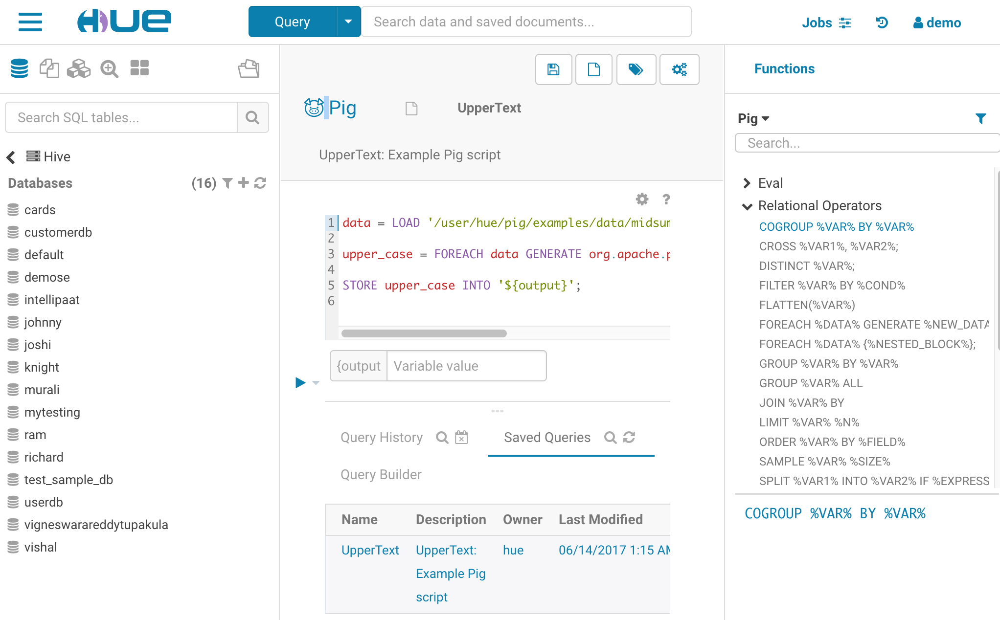 HUE
Query
Search data and saved documents...
Jobs
demo
Search SQL tables...
Hive
Databases (16)
cards
customerdb
default
demose
intellipaat
johnny
joshi
knight
murali
mytesting
ram
richard
test_sample_db
userdb
vigneswarareddytupakula
vishal
Pig
UpperText
UpperText: Example Pig script
?
1 data = LOAD '/user/hue/pig/examples/data/midsum
2
3 upper_case = FOREACH data GENERATE org.apache.p
4
5 STORE upper_case INTO '${output}';
6
{output Variable value
Query History
Saved Queries
Query Builder
Name Description Owner Last Modified
UpperText UpperText: hue 06/14/2017 1:15 AM
Example Pig
script
Functions
Pig
Search...
Eval
Relational Operators
COGROUP %VAR% BY %VAR%
CROSS %VAR1%, %VAR2%;
DISTINCT %VAR%;
FILTER %VAR% BY %COND%
FLATTEN(%VAR%)
FOREACH %DATA% GENERATE %NEW_DATA
FOREACH %DATA% {%NESTED_BLOCK%};
GROUP %VAR% BY %VAR%
GROUP %VAR% ALL
JOIN %VAR% BY
LIMIT %VAR% %N%
ORDER %VAR% BY %FIELD%
SAMPLE %VAR% %SIZE%
SPLIT %VAR1% INTO %VAR2% IF %EXPRESS
COGROUP %VAR% BY %VAR%